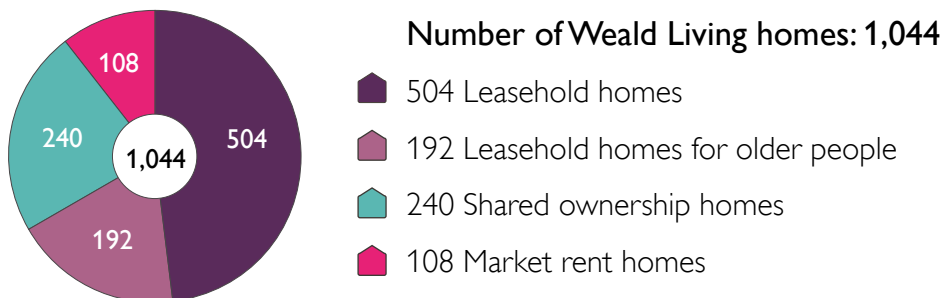 Number of Weald Living homes: 1,044
504 Leasehold homes
192 Leasehold homes for older people
240 Shared ownership homes
108 Market rent homes
108
240
1,044
504
192